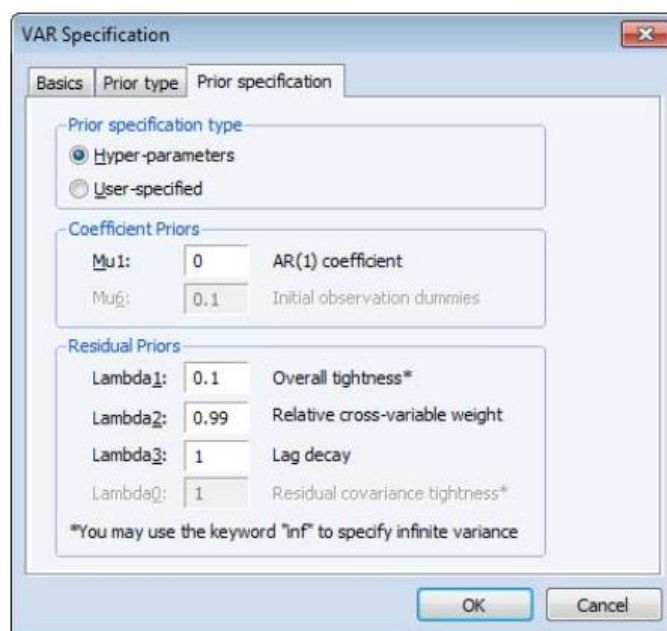 VAR Specification
Basics Prior type Prior specification
Prior specification type
Hyper-parameters
User-specified
Coefficient Priors
Mu1: 0 AR(1) coefficient
Mu6: 0.1 Initial observation dummies
Residual Priors
Lambda1: 0.1 Overall tightness*
Lambda2: 0.99 Relative cross-variable weight
Lambda3: 1 Lag decay
Lambda0: 1 Residual covariance tightness*
*You may use the keyword "inf" to specify infinite variance
OK Cancel